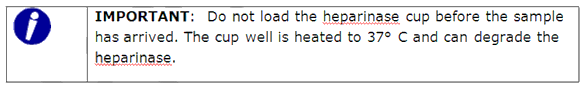 IMPORTANT:  Do not load the heparinase cup before the sample
has arrived. The cup well is heated to 37° C and can degrade the
heparinase.